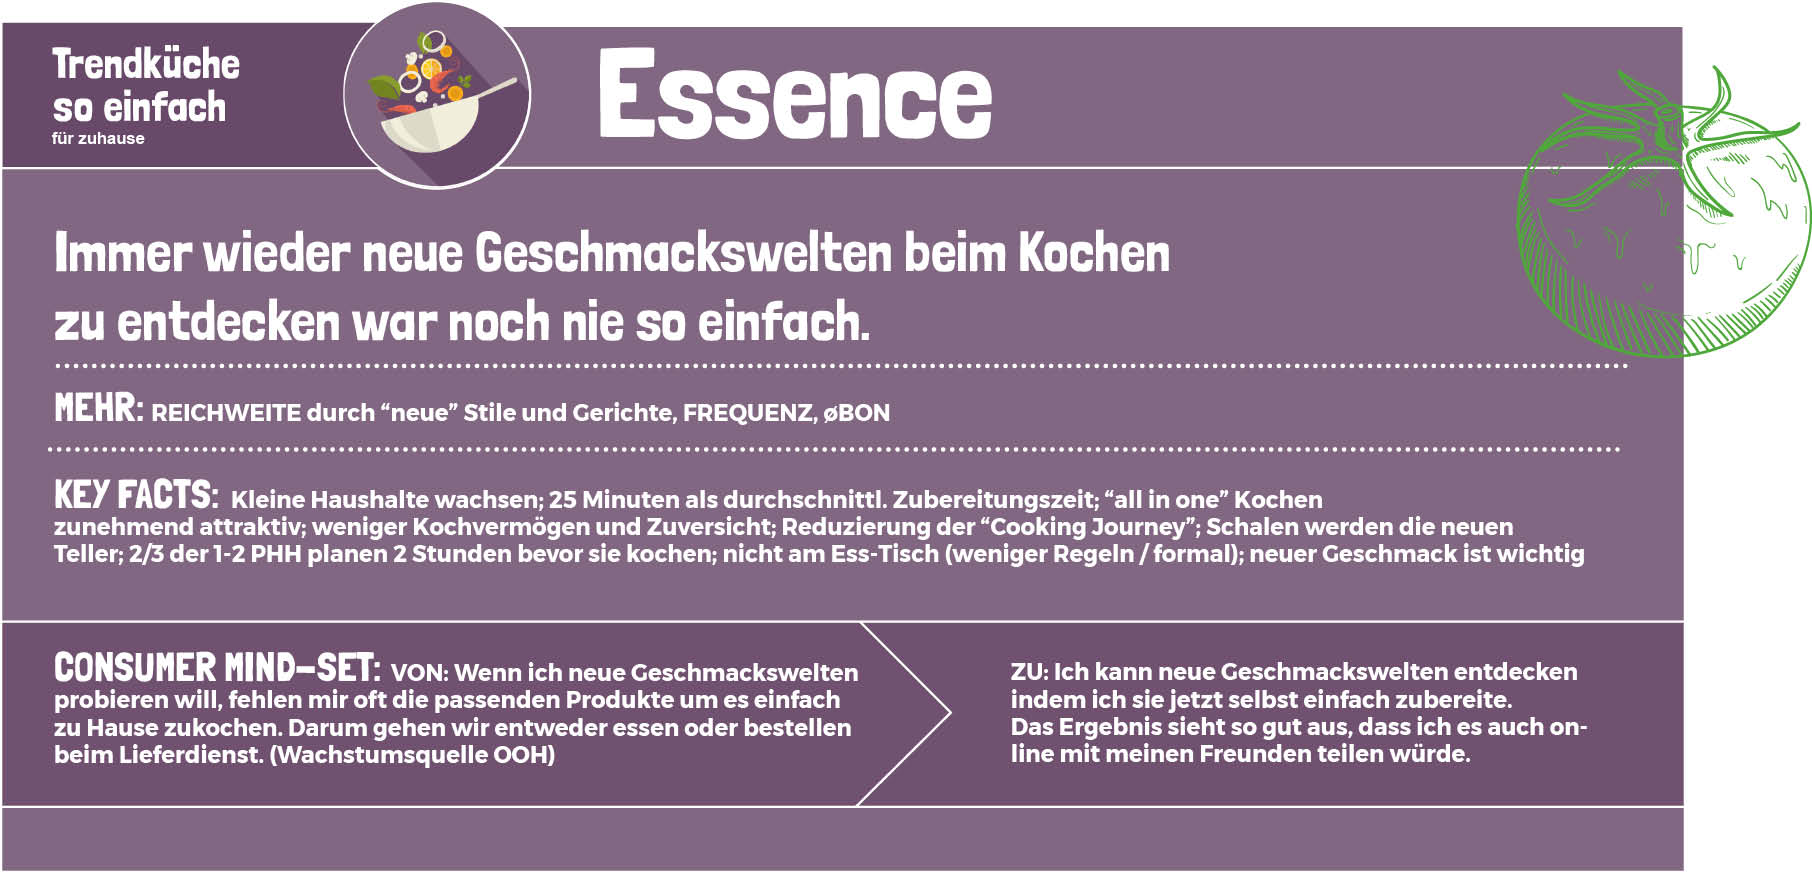 Trendküche
so einfach
für zuhause
Essence
Immer wieder neue Geschmackswelten beim Kochen
zu entdecken war noch nie so einfach.
MEHR: REICHWEITE durch “neue” Stile und Gerichte, FREQUENZ, øBON
KEY FACTS: Kleine Haushalte wachsen; 25 Minuten als durchschnittl. Zubereitungszeit; “all in one” Kochen
zunehmend attraktiv; weniger Kochvermögen und Zuversicht; Reduzierung der “Cooking Journey”; Schalen werden die neuen
Teller; 2/3 der 1-2 PHH planen 2 Stunden bevor sie kochen; nicht am Ess-Tisch (weniger Regeln / formal); neuer Geschmack ist wichtig
CONSUMER MIND-SET: VON: Wenn ich neue Geschmackswelten
probieren will, fehlen mir oft die passenden Produkte um es einfach
zu Hause zukochen. Darum gehen wir entweder essen oder bestellen
beim Lieferdienst. (Wachstumsquelle OOH)
ZU: Ich kann neue Geschmackswelten entdecken
indem ich sie jetzt selbst einfach zubereite.
Das Ergebnis sieht so gut aus, dass ich es auch on-
line mit meinen Freunden teilen würde.